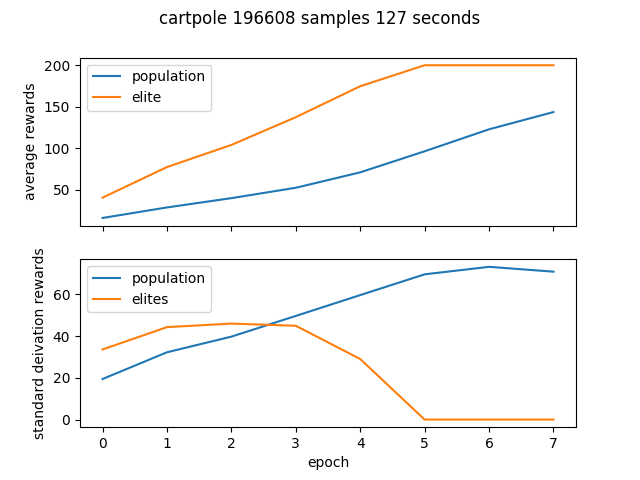 cartpole 196608 samples 127 seconds
average rewards
200
150
100
50
population
elite
standard deivation rewards
60
40
20
0
population
elites
0 1 2 3 4 5 6 7
epoch